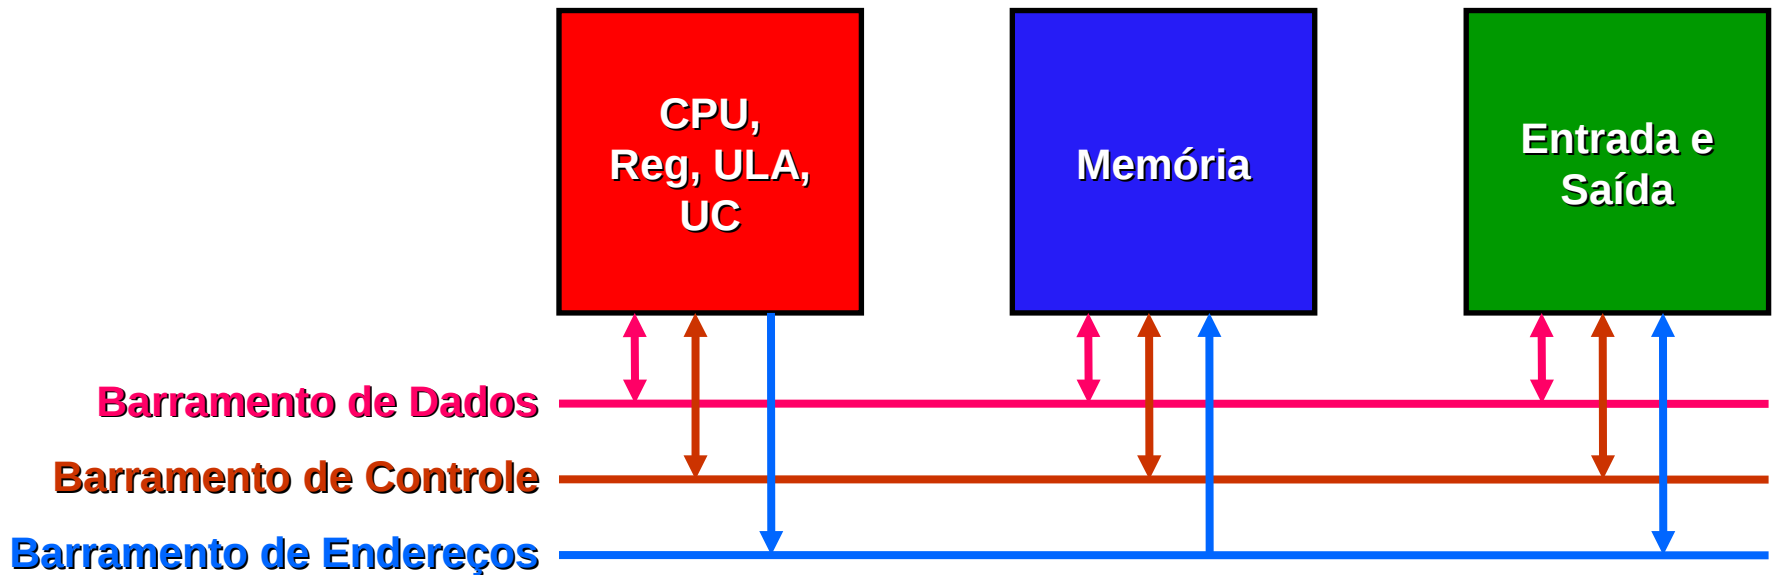 CPU,
Reg, ULA,
UC
Memória
Entrada e
Saída
Barramento de Dados
Barramento de Controle
Barramento de Endereços